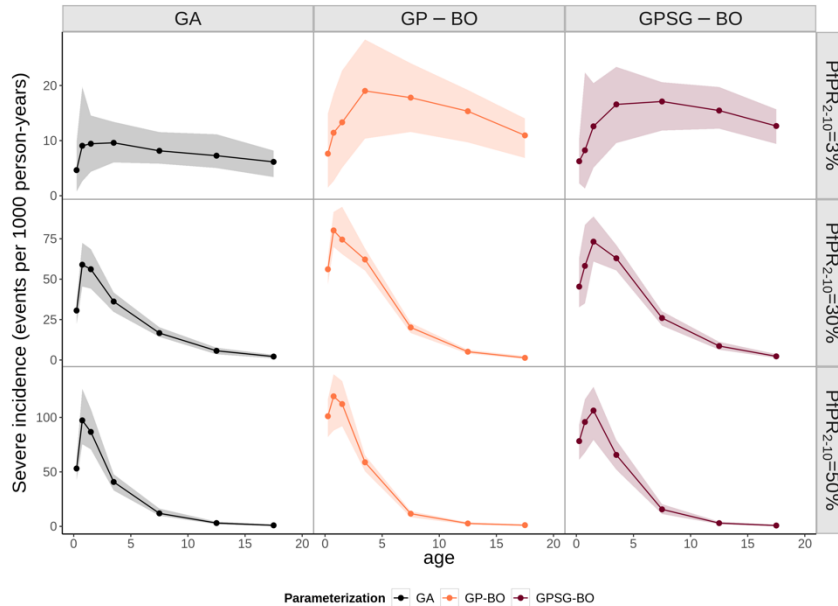 GA GP − BO GPSG − BO
Severe incidence (events per 1000 person-years)
20
10
0
PfPR2-10=3%
75
50
25
0
PfPR2-10=30%
100
50
0
PfPR2-10=50%
0 5 10 15 20 0 5 10 15 20 0 5 10 15 20
age
Parameterization GA GP-BO GPSG-BO